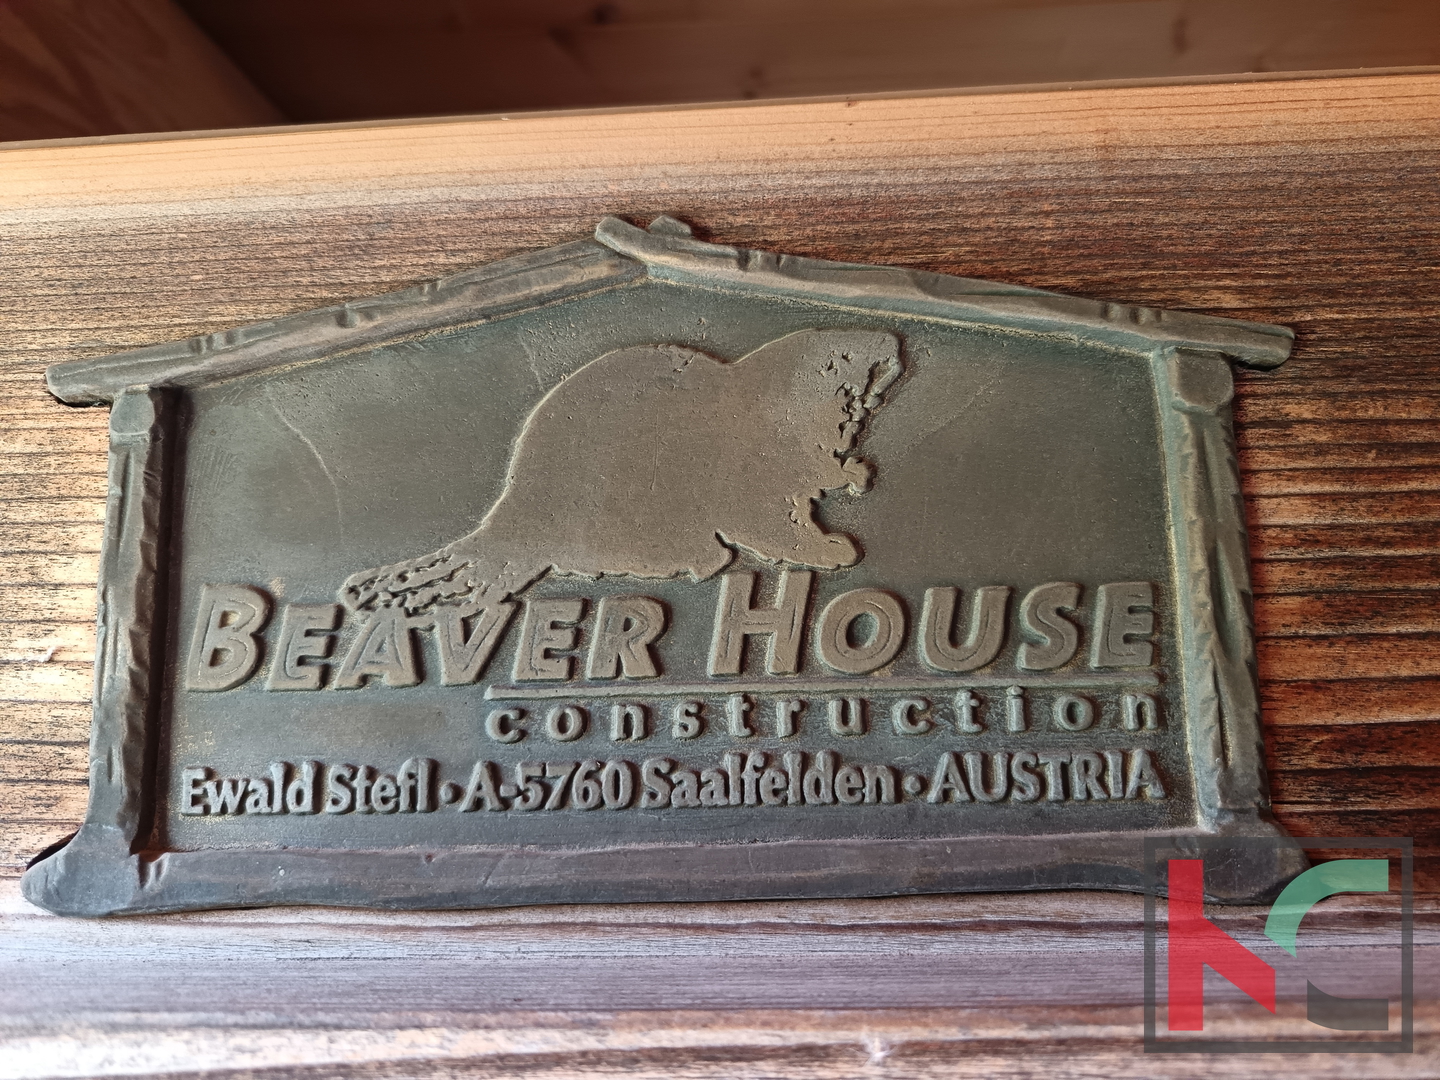 BEAVER HOUSE
construction
Ewald Stefl · A-5760 Saalfelden · AUSTRIA